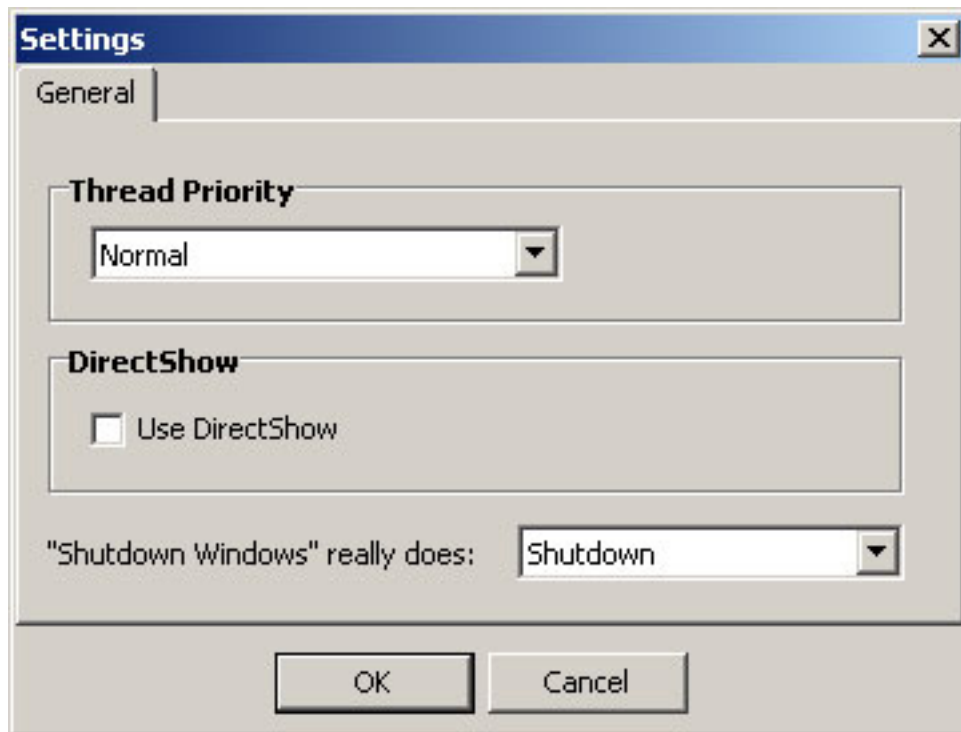 Settings
General
Thread Priority
Normal
DirectShow
Use DirectShow
"Shutdown Windows" really does:
Shutdown
OK
Cancel